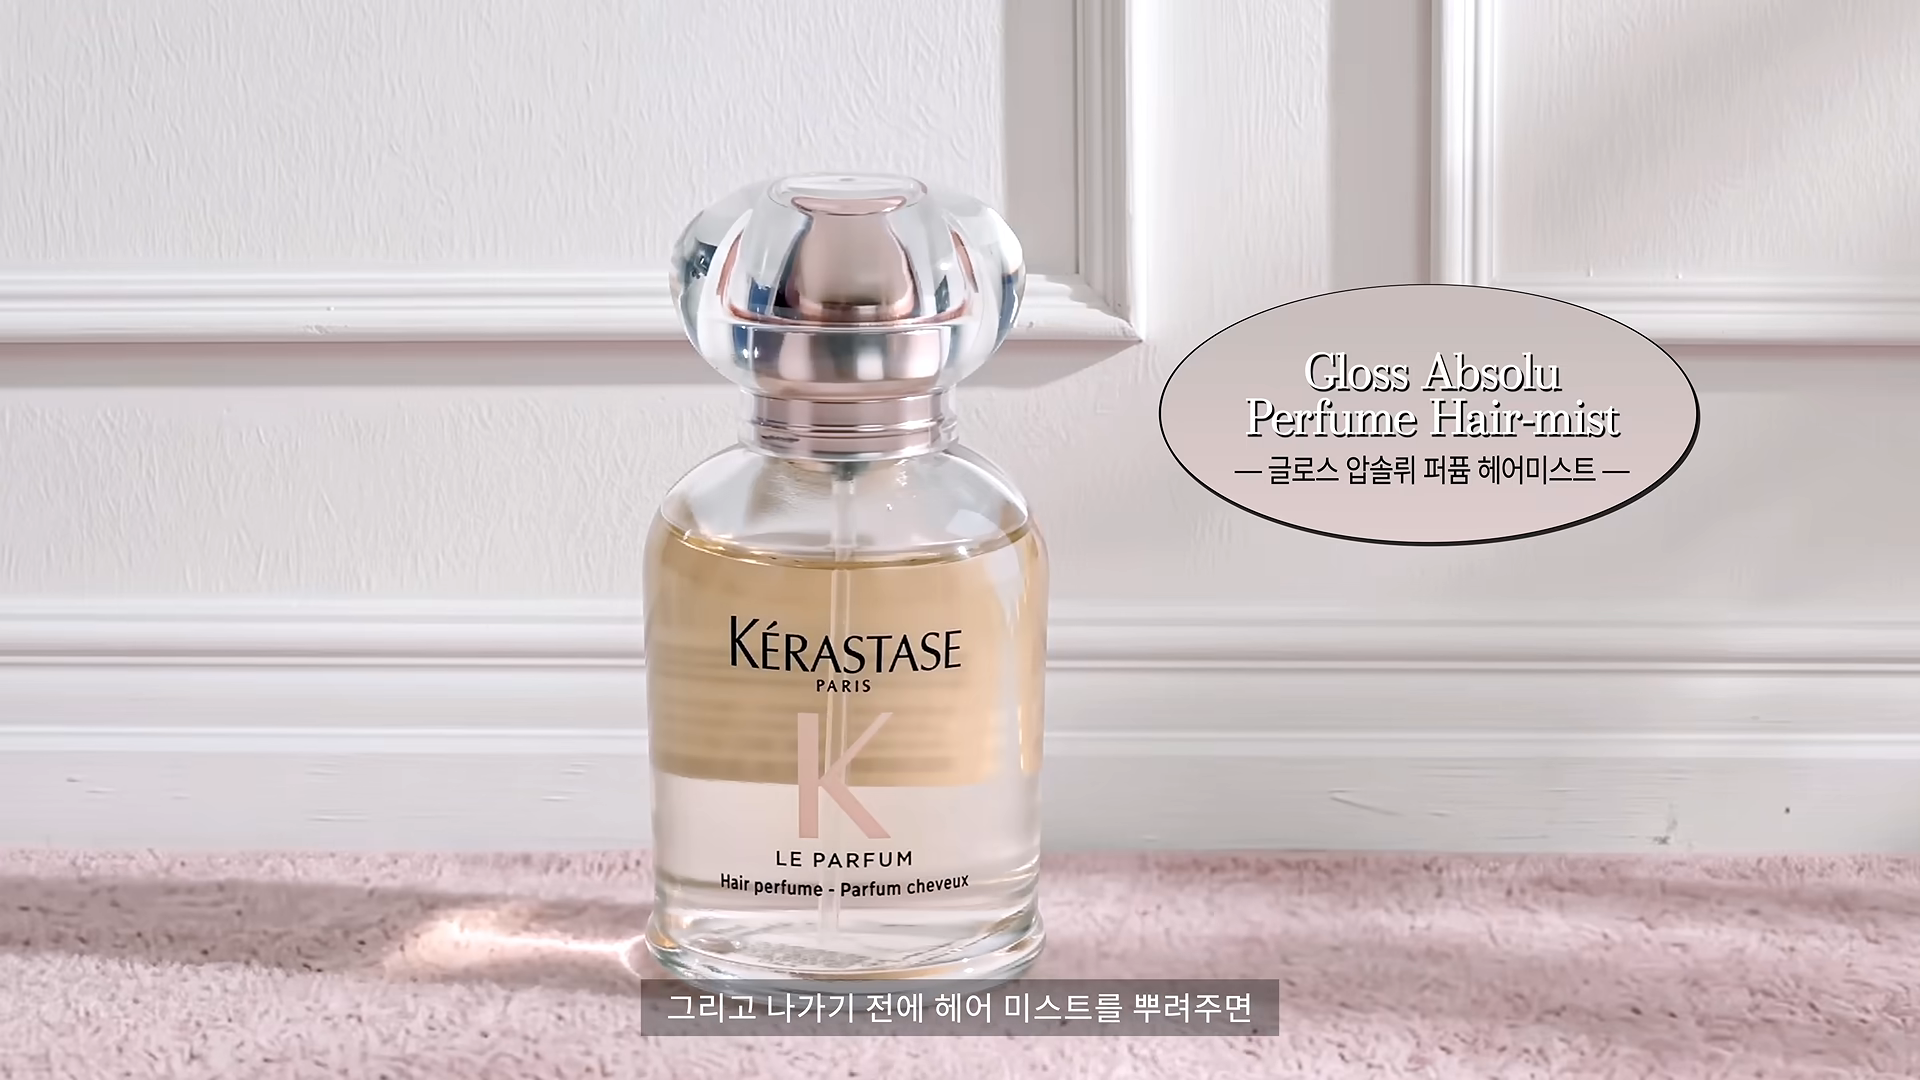 Gloss Absolu
Perfume Hair-mist
— 글로스 압솔뤼 퍼퓸 헤어미스트 —
KÉRASTASE
PARIS
K
LE PARFUM
Hair perfume - Parfum cheveux
그리고 나가기 전에 헤어 미스트를 뿌려주면